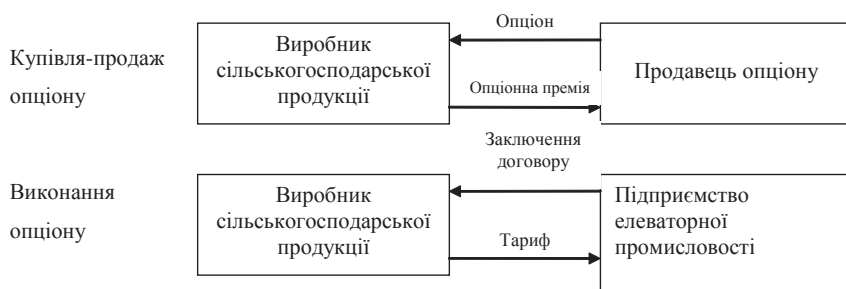 Купівля-продаж
опціону
Виробник
сільськогосподарської
продукції
Опціон
Опціонна премія
Продавець опціону
Виконання
опціону
Виробник
сільськогосподарської
продукції
Заключення
договору
Тариф
Підприємство
елеваторної
промисловості